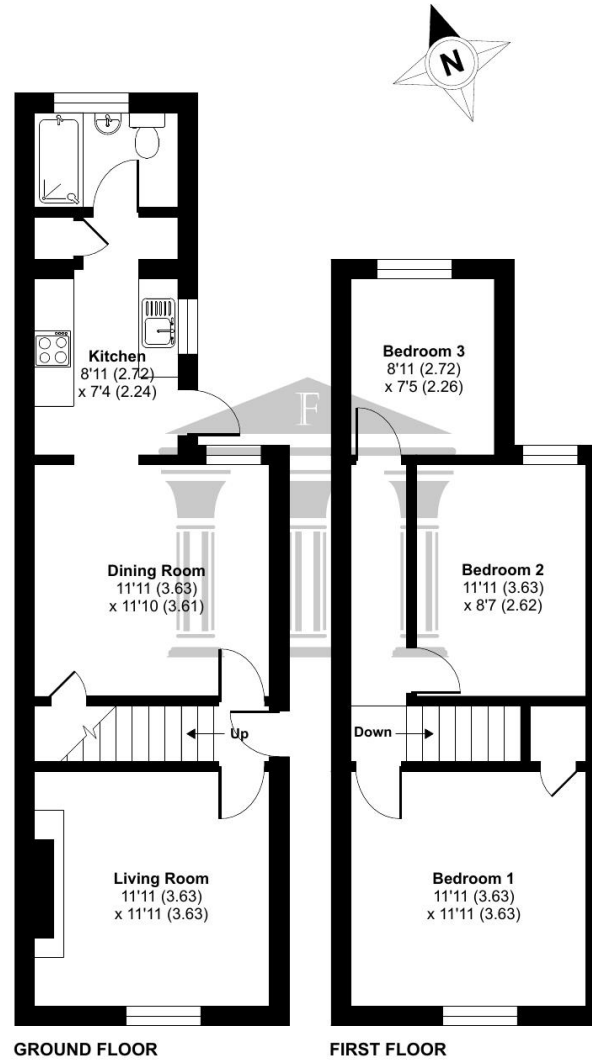 N
Kitchen
8'11 (2.72)
x 7'4 (2.24)
Bedroom 3
8'11 (2.72)
x 7'5 (2.26)
F
Dining Room
11'11 (3.63)
x 11'10 (3.61)
Bedroom 2
11'11 (3.63)
x 8'7 (2.62)
Up
Down
Living Room
11'11 (3.63)
x 11'11 (3.63)
Bedroom 1
11'11 (3.63)
x 11'11 (3.63)
GROUND FLOOR
FIRST FLOOR